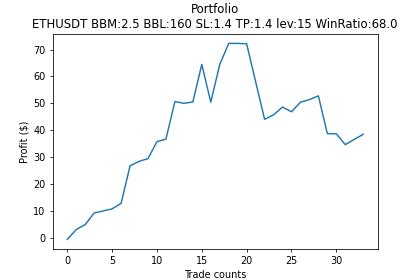 Portfolio
ETHUSDT BBM:2.5 BBL:160 SL:1.4 TP:1.4 lev:15 WinRatio:68.0
70
60
50
40
30
20
10
0
Profit ($)
0 5 10 15 20 25 30
Trade counts